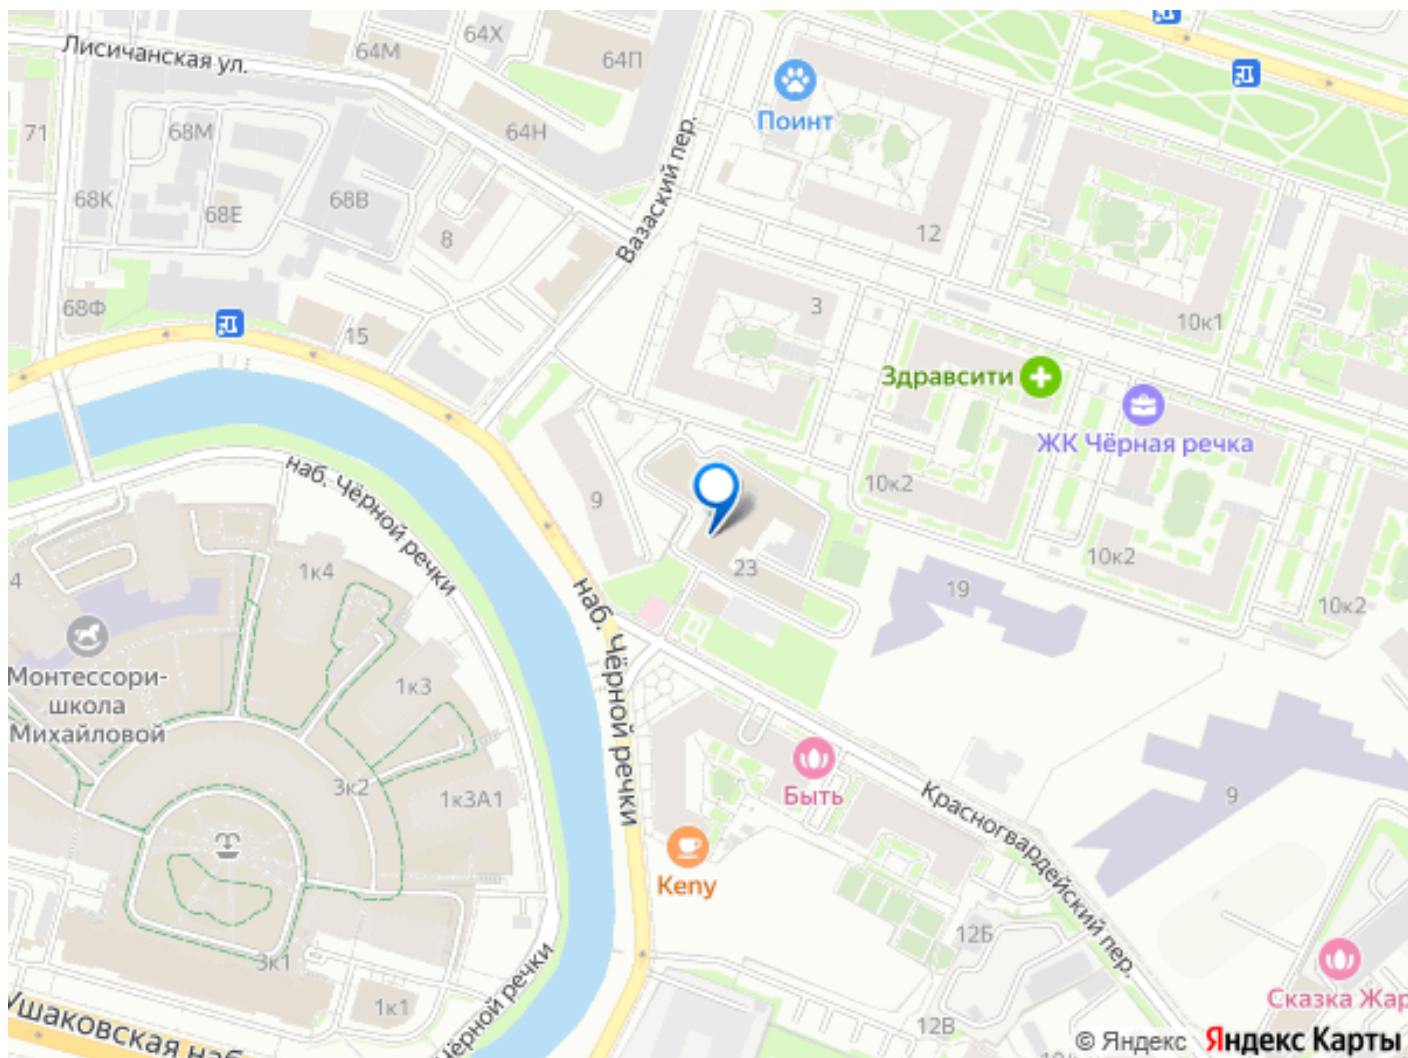 64Х
Лисичанская ул.
64М
64П
Поинт
71
68М
64Н
Вазаский пер.
68К
68Е
68В
8
12
68Ф
15
3
10к1
Здравсити
ЖК Чёрная речка
наб. Чёрной речки
9
10к2
10к2
4
1к4
23
19
10к2
наб. Чёрной речки
Монтессори-
школа
Михайловой
1к3
3к2
1к3А1
Быть
Красногвардейский пер.
9
Keny
12Б
3к1
1к1
Чёрной речки
Ушаковская наб
12В
Сказка Жар
© Яндекс Яндекс Карты